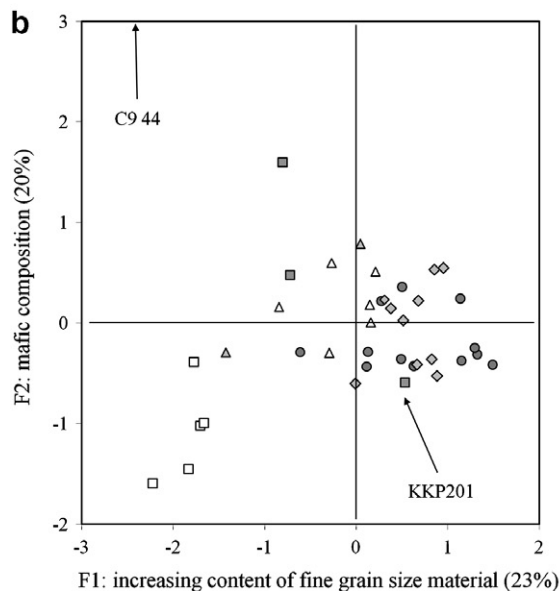 b
3
C9 44
2
1
0
-1
KKP201
-2
-3
-2
-1
0
1
2
F2: mafic composition (20%)
F1: increasing content of fine grain size material (23%)